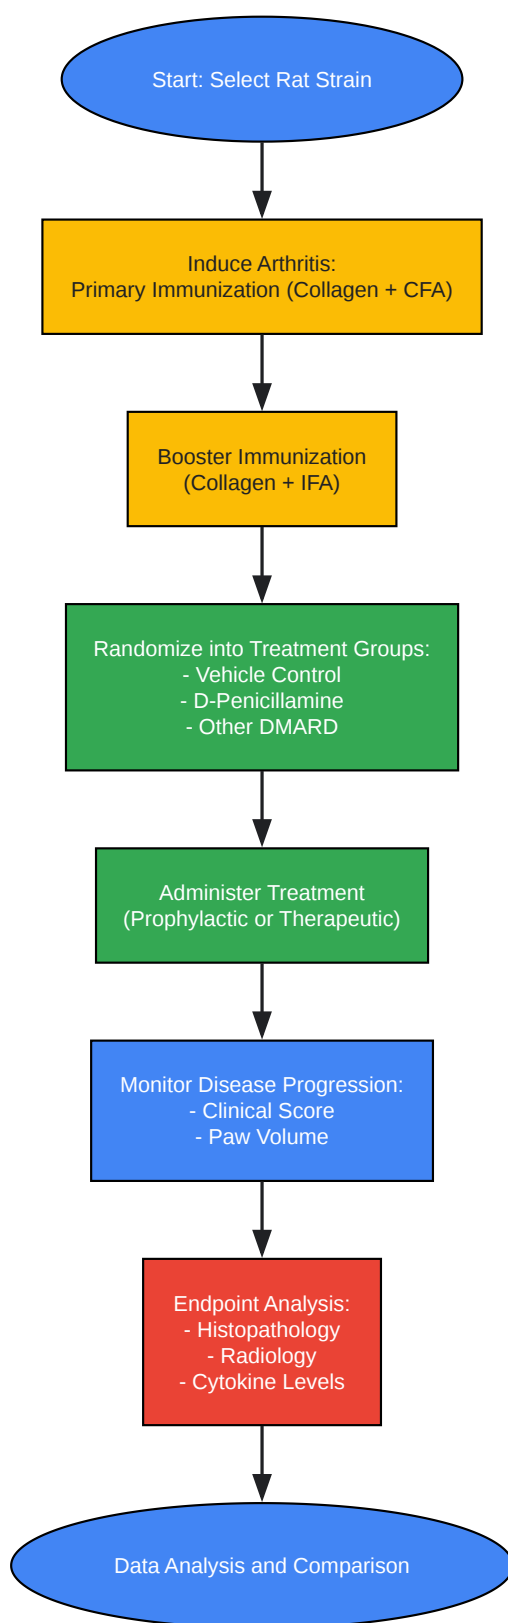 Start: Select Rat Strain
Induce Arthritis:
Primary Immunization (Collagen + CFA)
Booster Immunization
(Collagen + IFA)
Randomize into Treatment Groups:
- Vehicle Control
- D-Penicillamine
- Other DMARD
Administer Treatment
(Prophylactic or Therapeutic)
Monitor Disease Progression:
- Clinical Score
- Paw Volume
Endpoint Analysis:
- Histopathology
- Radiology
- Cytokine Levels
Data Analysis and Comparison